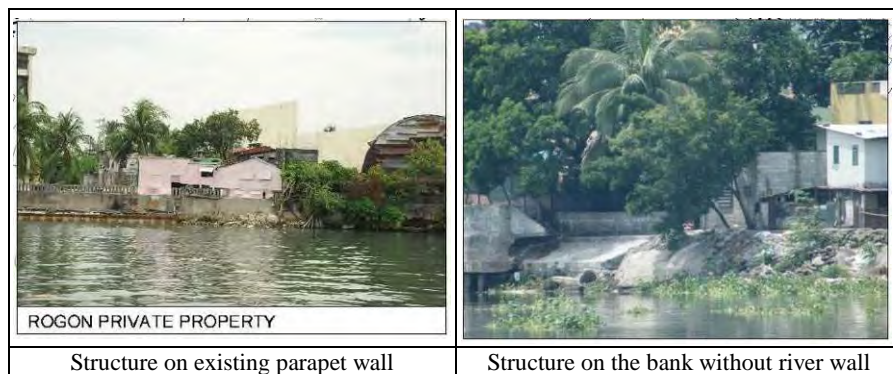 ROGON PRIVATE PROPERTY
Structure on existing parapet wall
Structure on the bank without river wall